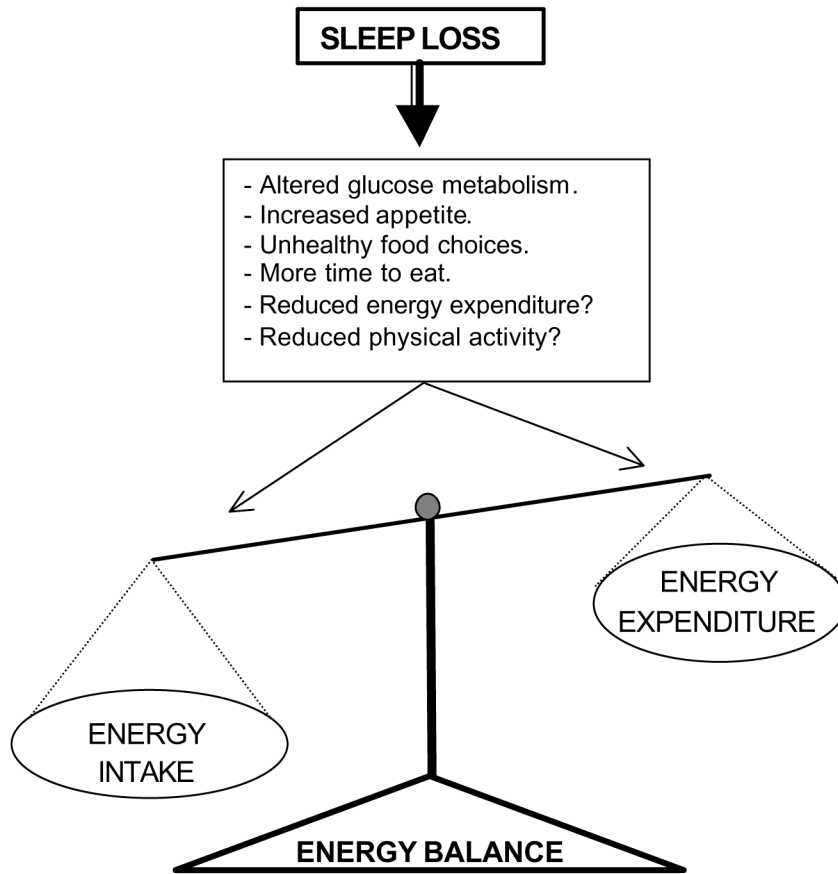 SLEEP LOSS
- Altered glucose metabolism.
- Increased appetite.
- Unhealthy food choices.
- More time to eat.
- Reduced energy expenditure?
- Reduced physical activity?
ENERGY
EXPENDITURE
ENERGY
INTAKE
ENERGY BALANCE